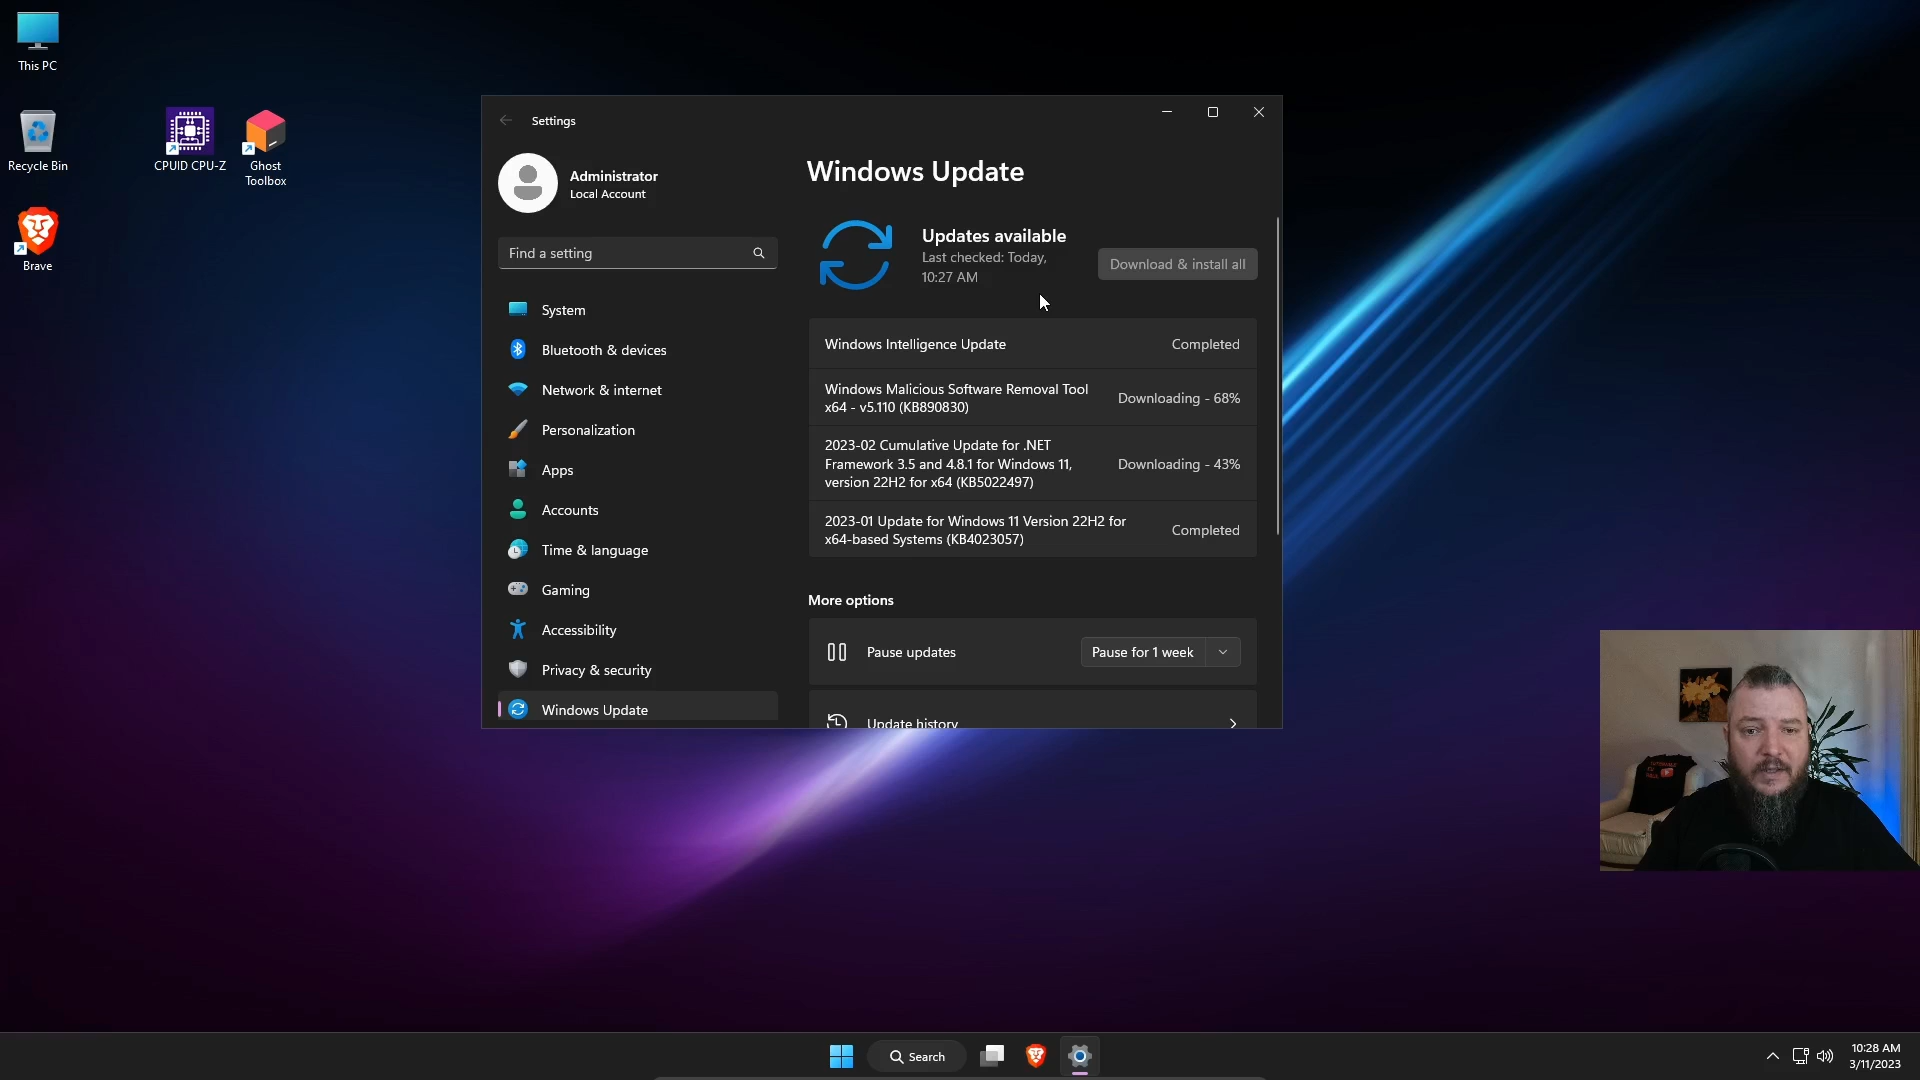 This PC
Recycle Bin
CPUID CPU-Z
Ghost
Toolbox
Brave
Settings
Administrator
Local Account
Find a setting
System
Bluetooth & devices
Network & internet
Personalization
Apps
Accounts
Time & language
Gaming
Accessibility
Privacy & security
Windows Update
Windows Update
Updates available
Last checked: Today,
10:27 AM
Download & install all
Windows Intelligence Update
Completed
Windows Malicious Software Removal Tool
x64 - v5.110 (KB890830)
Downloading - 68%
2023-02 Cumulative Update for .NET
Framework 3.5 and 4.8.1 for Windows 11,
version 22H2 for x64 (KB5022497)
Downloading - 43%
2023-01 Update for Windows 11 Version 22H2 for
x64-based Systems (KB4023057)
Completed
More options
Pause updates
Pause for 1 week
Update history
Search
10:28 AM
3/11/2023